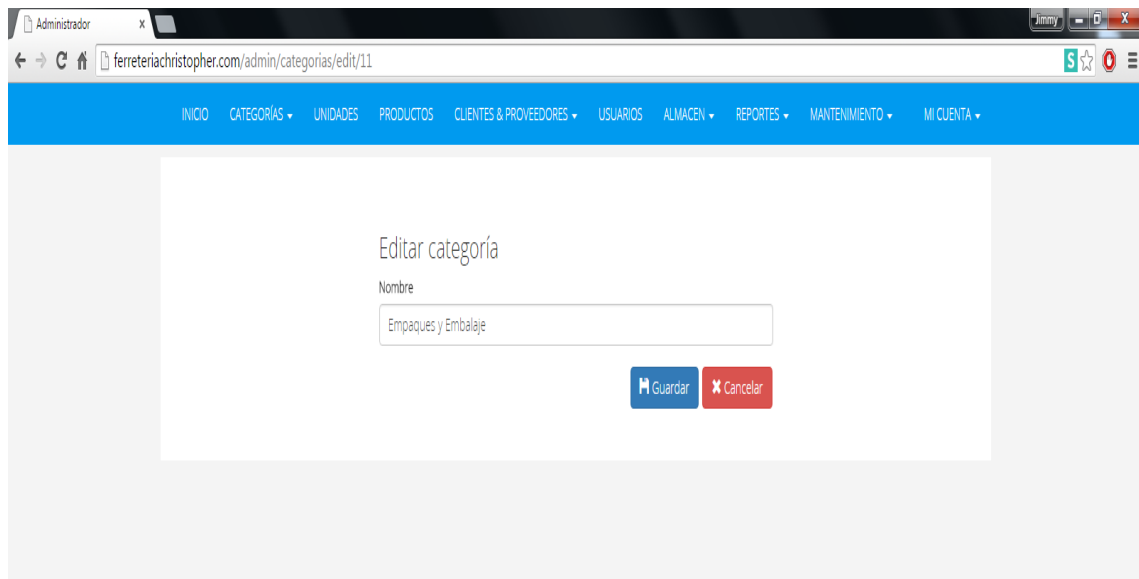 Administrador
Jimmy
ferreteriachristopher.com/admin/categorias/edit/11
INICIO CATEGORÍAS UNIDADES PRODUCTOS CLIENTES & PROVEEDORES USUARIOS ALMACEN REPORTES MANTENIMIENTO MI CUENTA
Editar categoría
Nombre
Empaques y Embalaje
Guardar Cancelar